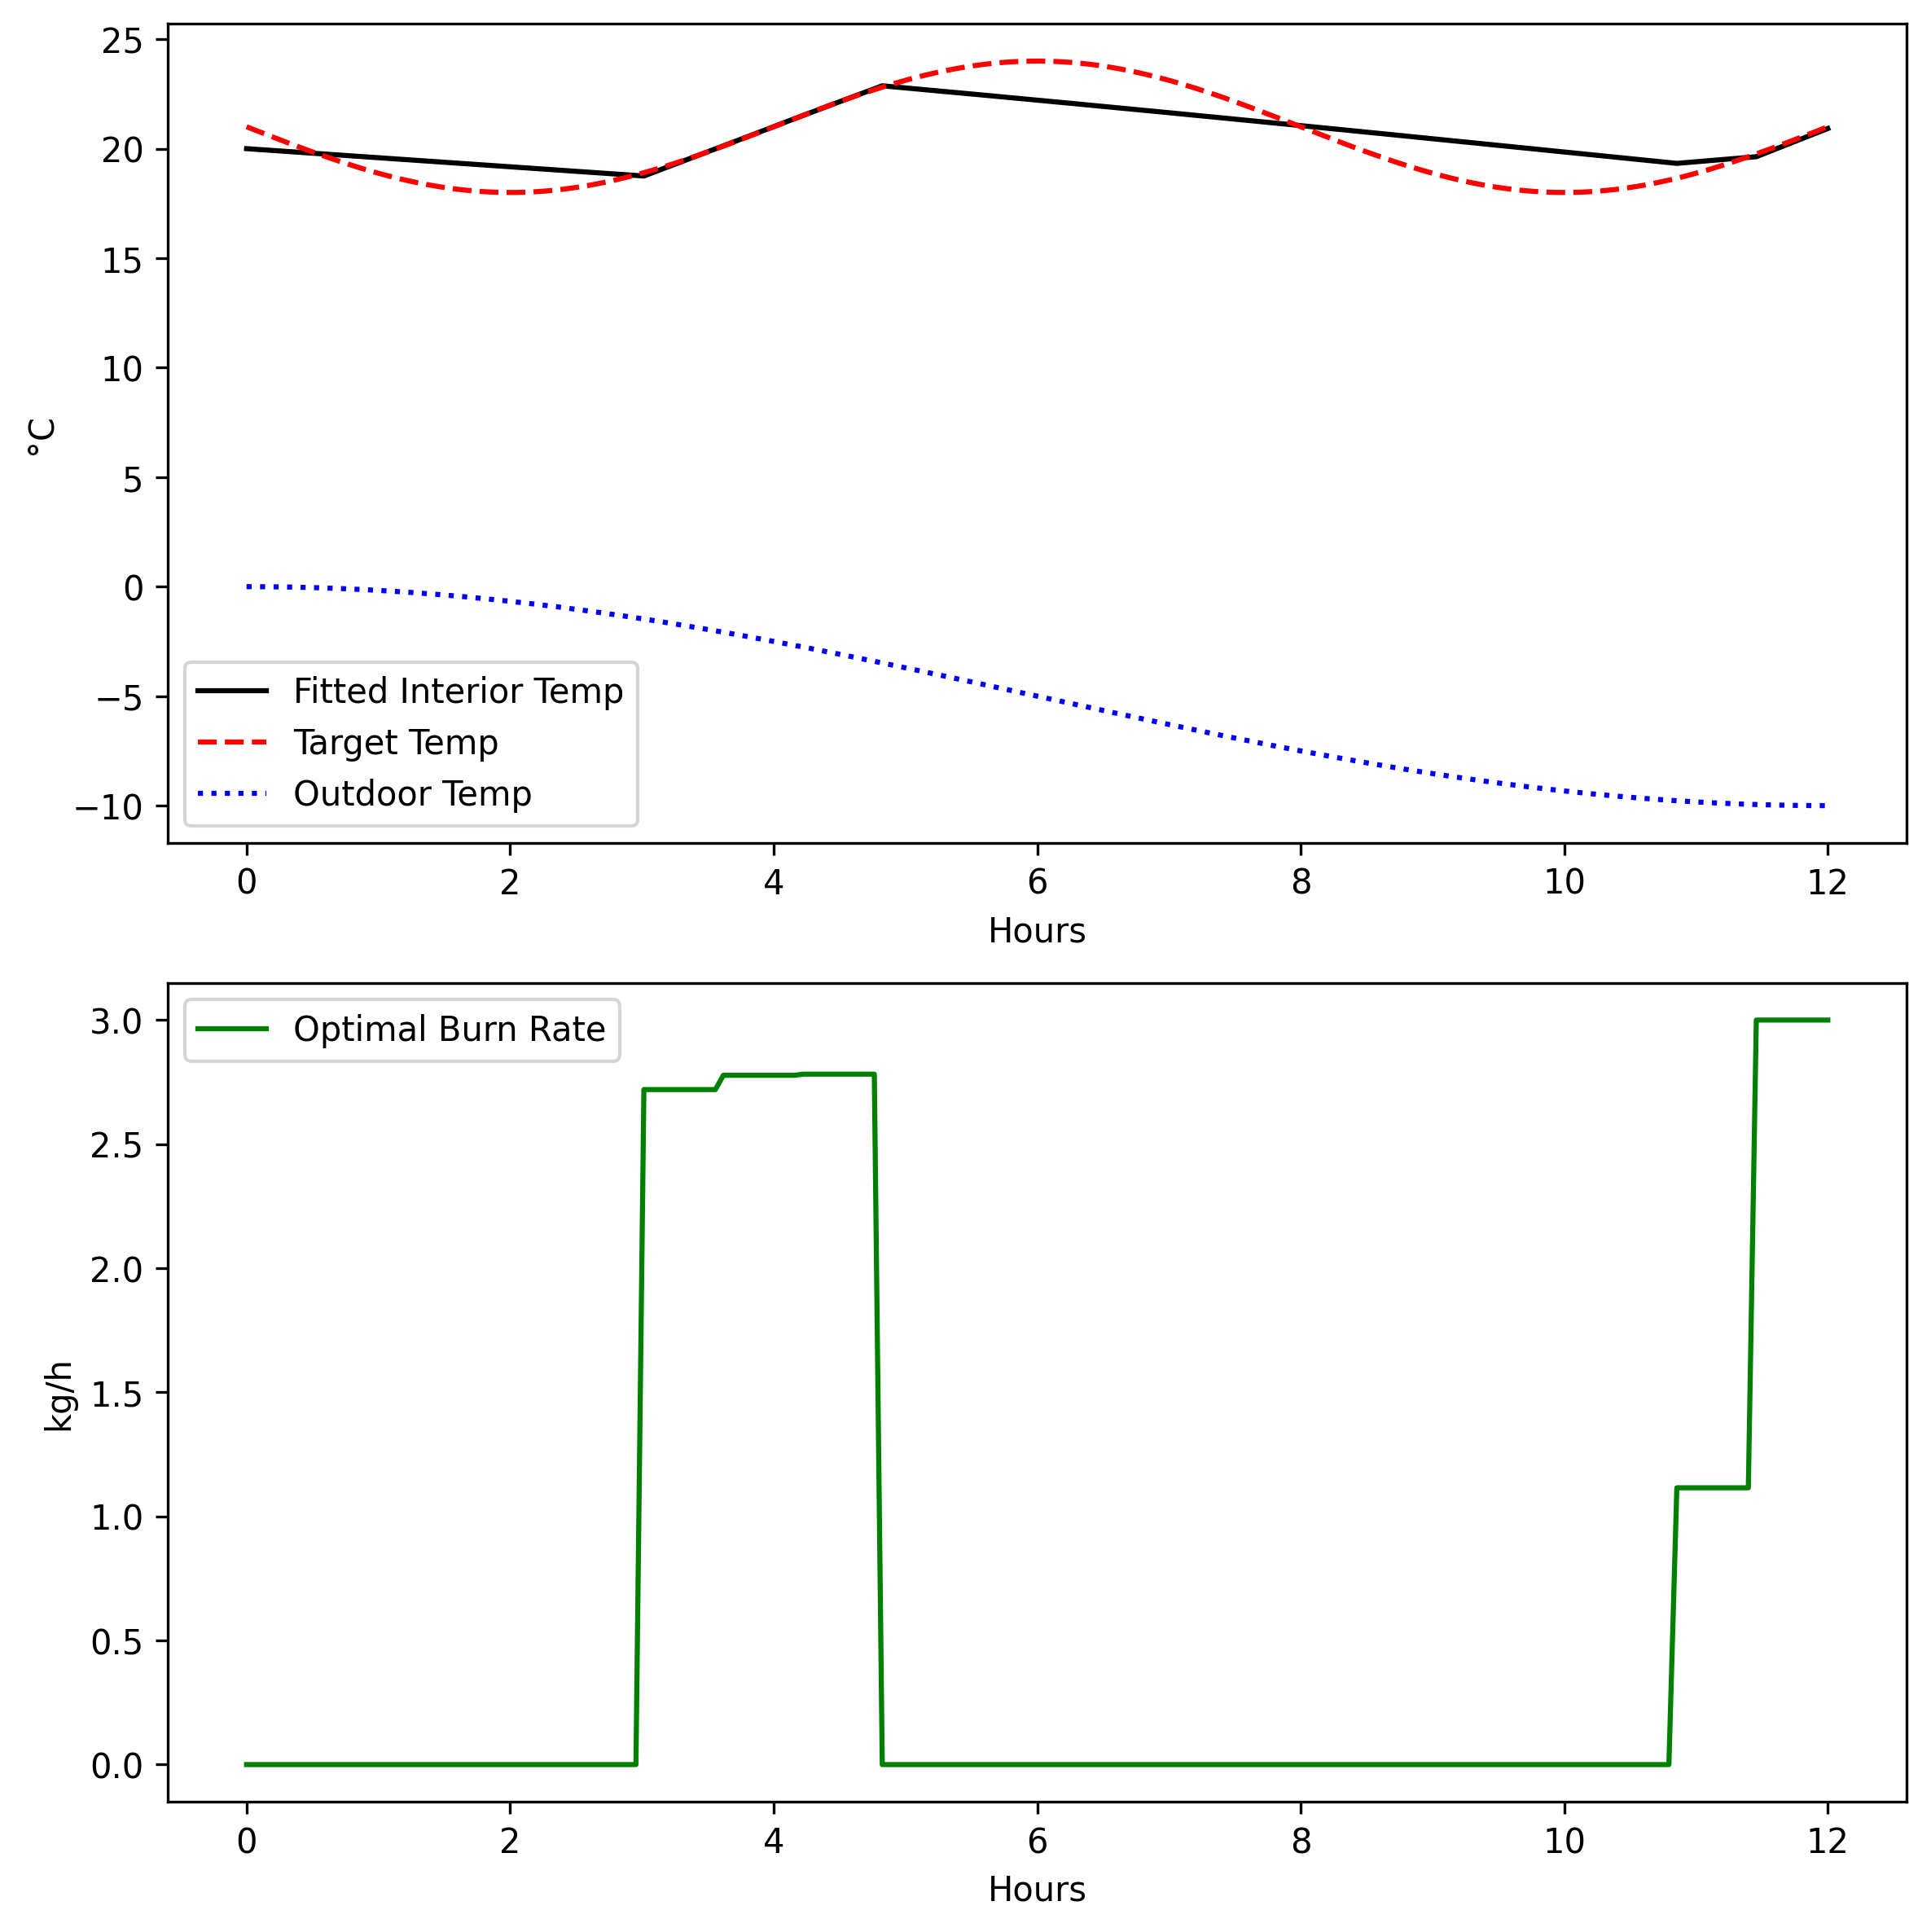 25
20
15
10
5
0
−5
−10
°C
Fitted Interior Temp
Target Temp
Outdoor Temp
0 2 4 6 8 10 12
Hours
3.0
2.5
2.0
1.5
1.0
0.5
0.0
kg/h
Optimal Burn Rate
0 2 4 6 8 10 12
Hours